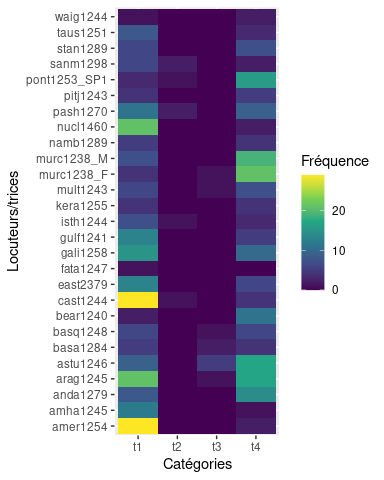 waig1244
taus1251
stan1289
sanm1298
pont1253_SP1
pitj1243
pash1270
nucl1460
namb1289
murc1238_M
murc1238_F
mult1243
kera1255
isth1244
gulf1241
gali1258
fata1247
east2379
cast1244
bear1240
basq1248
basa1284
astu1246
arag1245
anda1279
amha1245
amer1254
Locuteurs/trices
t1 t2 t3 t4
Catégories
Fréquence
20
10
0